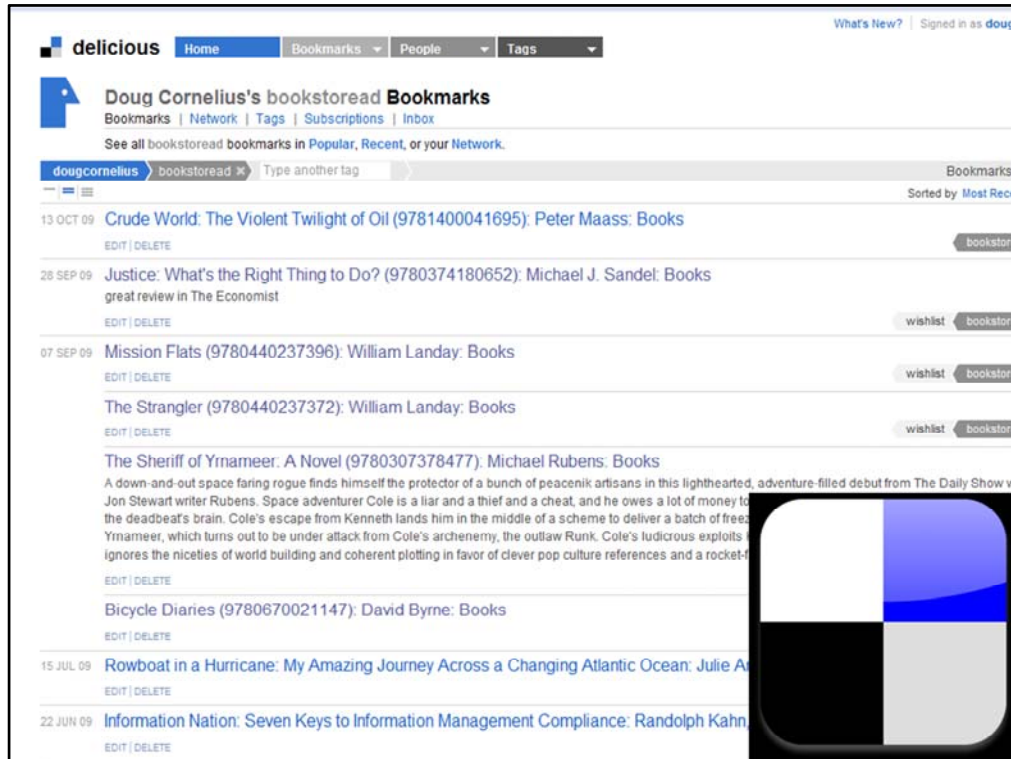 What's New? Signed in as doug
delicious Home Bookmarks People Tags
Doug Cornelius's bookstoread Bookmarks
Bookmarks | Network | Tags | Subscriptions | Inbox
See all bookstoread bookmarks in Popular, Recent, or your Network.
dougcornelius bookstoread Type another tag Bookmarks
Sorted by Most
13 OCT 09 Crude World: The Violent Twilight of Oil (9781400041695): Peter Maass: Books
EDIT | DELETE
28 SEP 09 Justice: What's the Right Thing to Do? (9780374180652): Michael J. Sandel: Books
great review in The Economist
EDIT | DELETE wishlist
07 SEP 09 Mission Flats (9780440237396): William Landay: Books
EDIT | DELETE wishlist
The Strangler (9780440237372): William Landay: Books
EDIT | DELETE wishlist
The Sheriff of Yrnameer: A Novel (9780307378477): Michael Rubens: Books
A down-and-out space faring rogue finds himself the protector of a bunch of peacenik artisans in this lighthearted, adventure-filled debut from The Daily Show
Jon Stewart writer Rubens. Space adventurer Cole is a liar and a thief and a cheat, and he owes a lot of money to
the deadbeat's brain. Cole's escape from Kenneth lands him in the middle of a scheme to deliver a batch of
Yrnameer, which turns out to be under attack from Cole's archenemy, the outlaw Runk. Cole's ludicrous exploits
ignores the niceties of world building and coherent plotting in favor of clever pop culture references and a
EDIT | DELETE
Bicycle Diaries (9780670021147): David Byrne: Books
EDIT | DELETE
15 JUL 09 Rowboat in a Hurricane: My Amazing Journey Across a Changing Atlantic Ocean: Julie
EDIT | DELETE
22 JUN 09 Information Nation: Seven Keys to Information Management Compliance: Randolph Kahn,
EDIT | DELETE